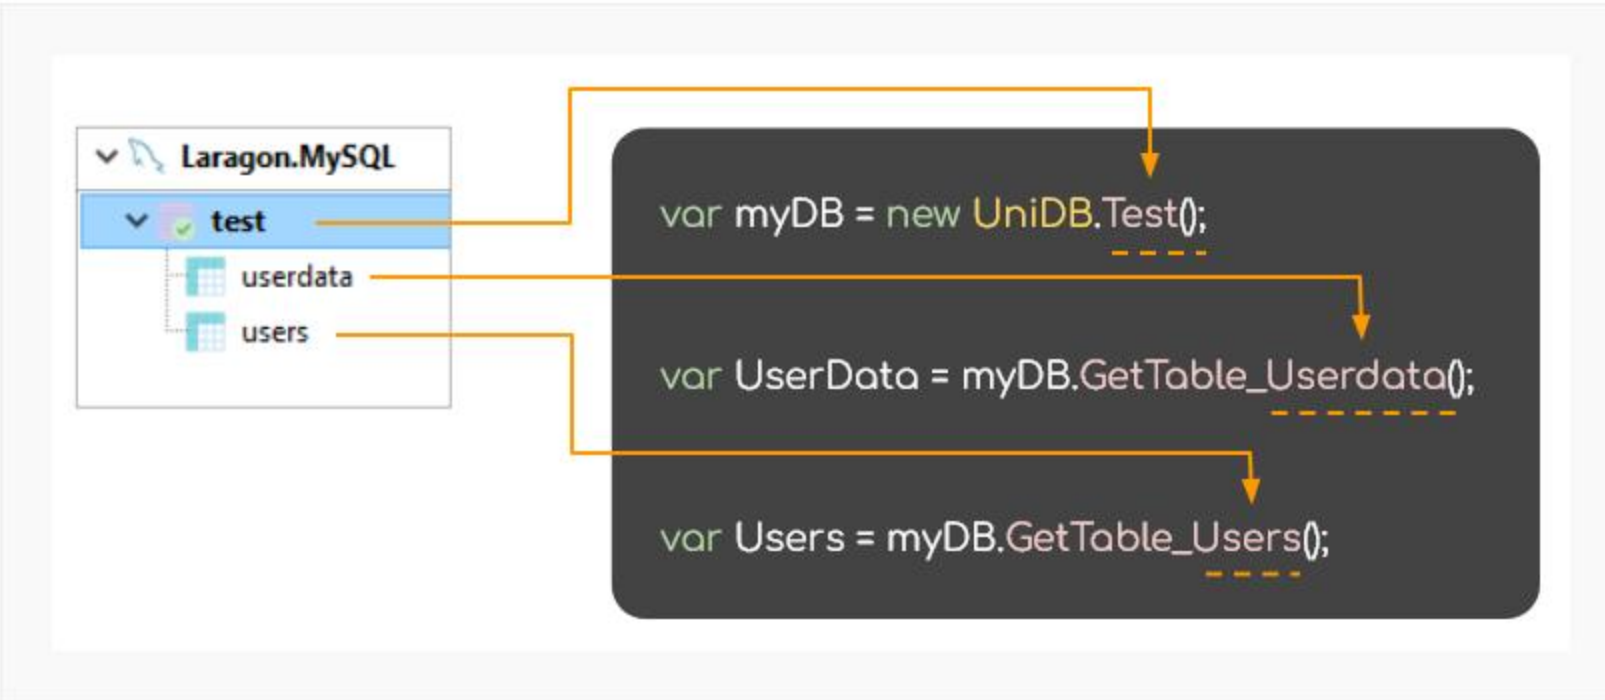 Laragon.MySQL
test
userdata
users
var myDB = new UniDB.Test();
var UserData = myDB.GetTable_Userdata();
var Users = myDB.GetTable_Users();